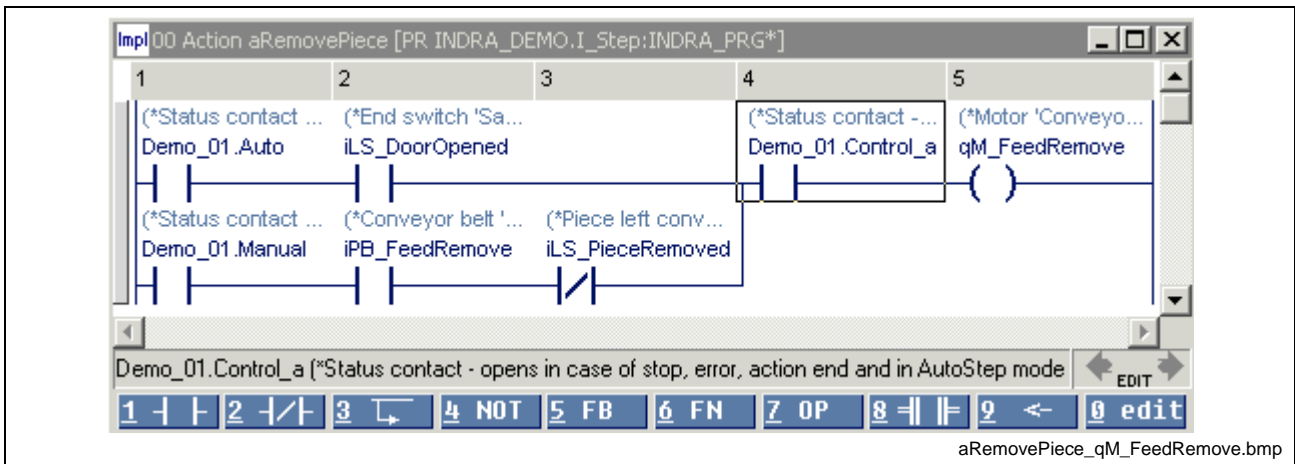 Impl 00 Action aRemovePiece [PR INDRA_DEMO.I_Step:INDRA_PRG*]
1 2 3 4 5
(*Status contact ... (*End switch 'Sa... (*Status contact -... (*Motor 'Conveyo...
Demo_01.Auto iLS_DoorOpened Demo_01.Control_a qM_FeedRemove
(*Status contact ... (*Conveyor belt '... (*Piece left conv...
Demo_01.Manual iPB_FeedRemove iLS_PieceRemoved
Demo_01.Control_a (*Status contact - opens in case of stop, error, action end and in AutoStep mode EDIT
1 2 3 4 NOT 5 FB 6 FN 7 OP 8 9 <- 0 edit
aRemovePiece_qM_FeedRemove.bmp